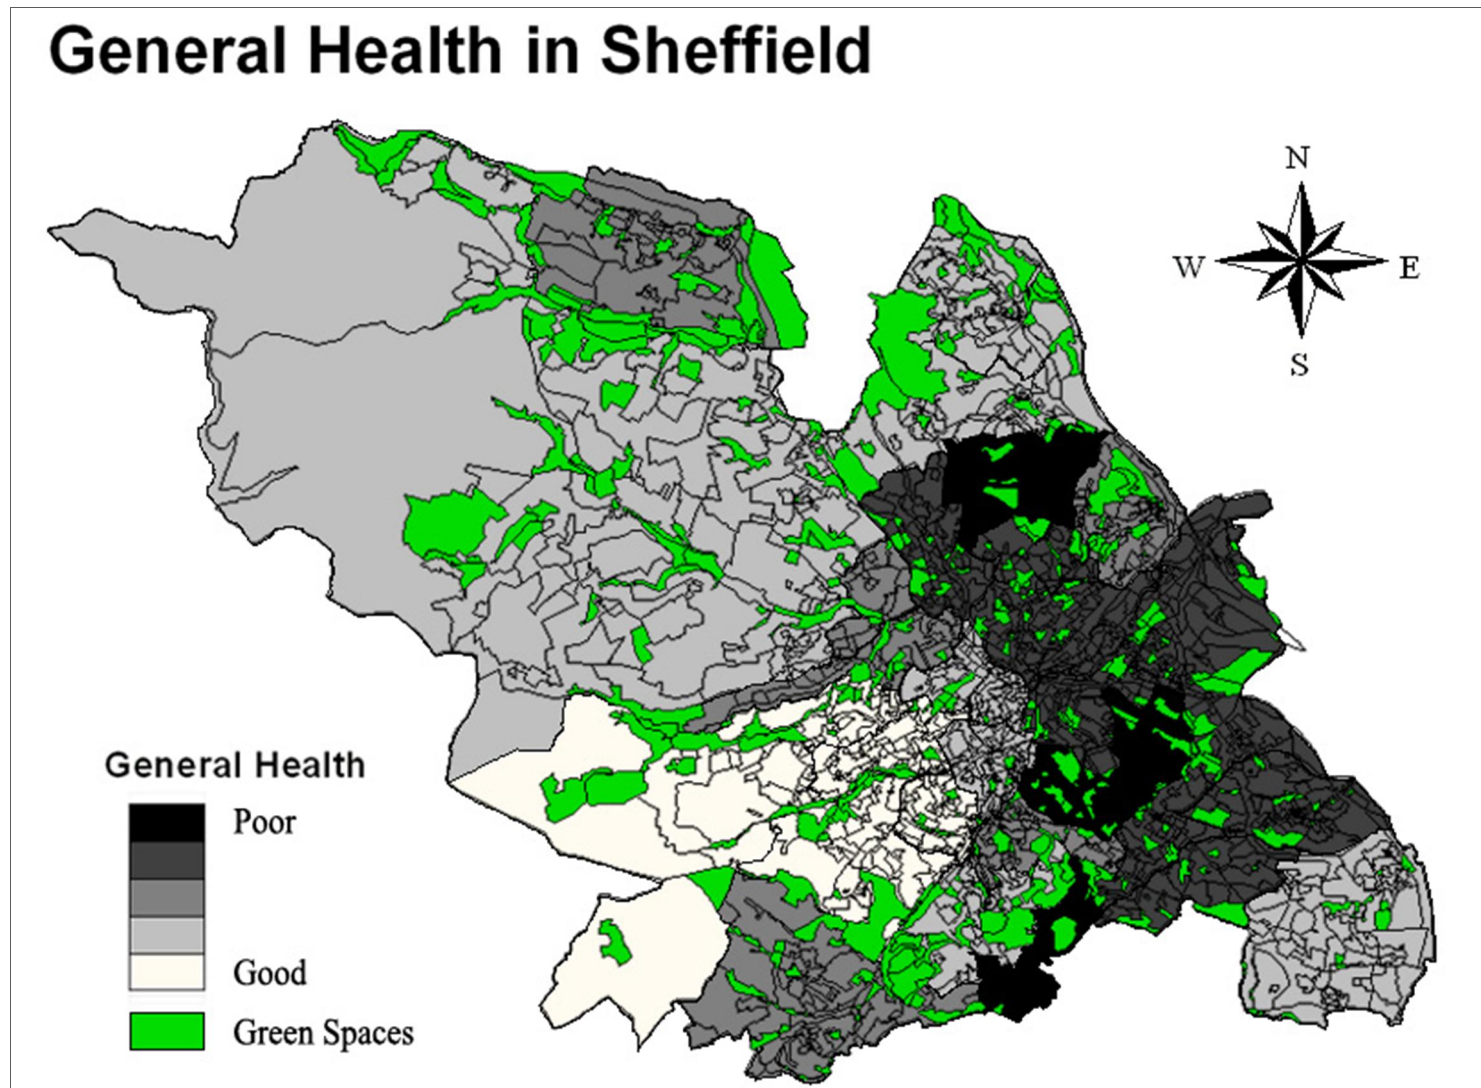 General Health in Sheffield
N
W
E
S
General Health
Poor
Good
Green Spaces